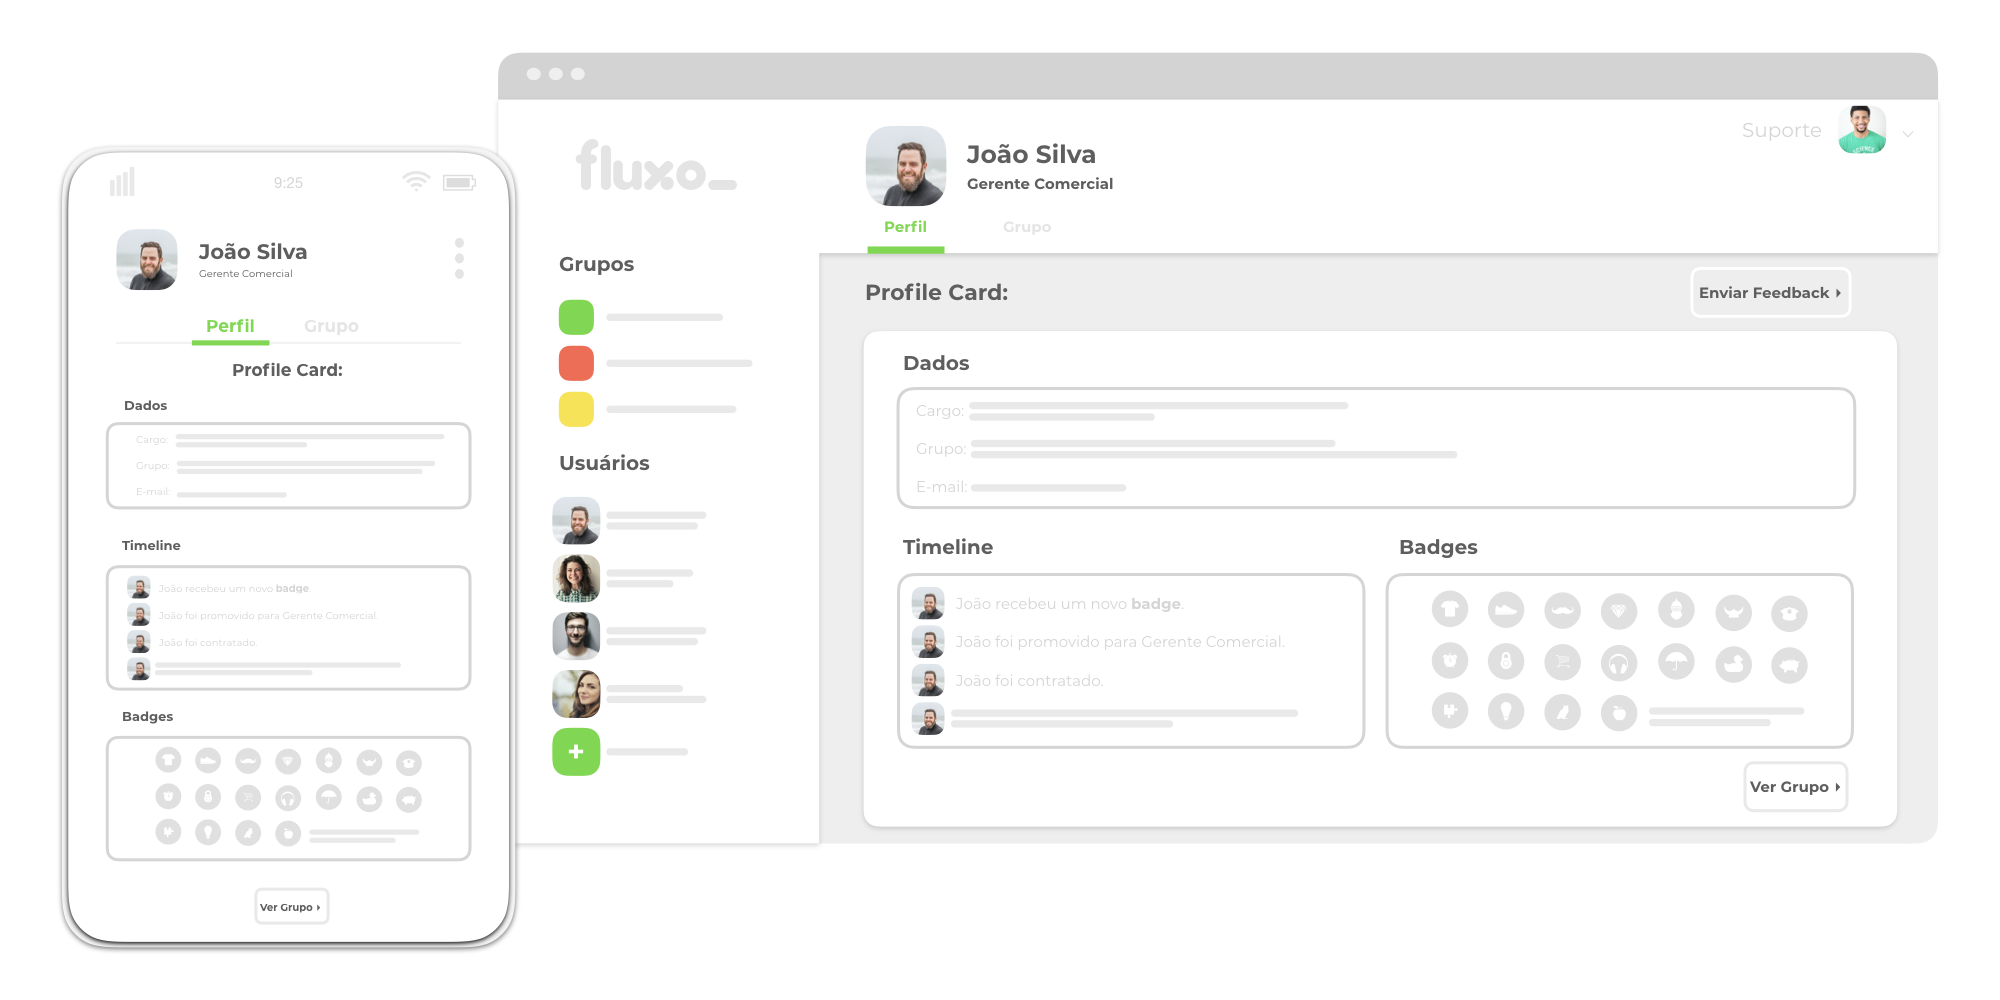 9:25
João Silva
Gerente Comercial
Perfil
Grupo
Profile Card:
Dados
Cargo:
Grupo:
E-mail:
Timeline
João recebeu um novo badge.
João foi promovido para Gerente Comercial.
João foi contratado.
Badges
Ver Grupo
fluxo_
Grupos
Usuários
João Silva
Gerente Comercial
Suporte
Perfil
Grupo
Profile Card:
Enviar Feedback
Dados
Cargo:
Grupo:
E-mail:
Timeline
João recebeu um novo badge.
João foi promovido para Gerente Comercial.
João foi contratado.
Badges
Ver Grupo